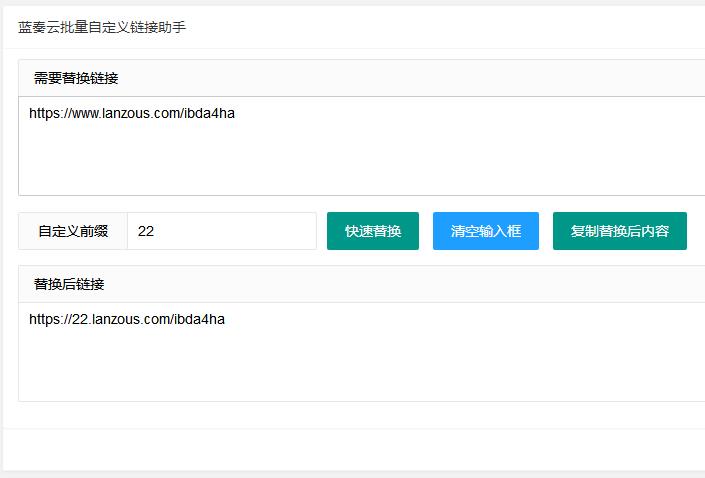 蓝奏云批量自定义链接助手
需要替换链接
https://www.lanzous.com/ibda4ha
自定义前缀 22 快速替换 清空输入框 复制替换后内容
替换后链接
https://22.lanzous.com/ibda4ha